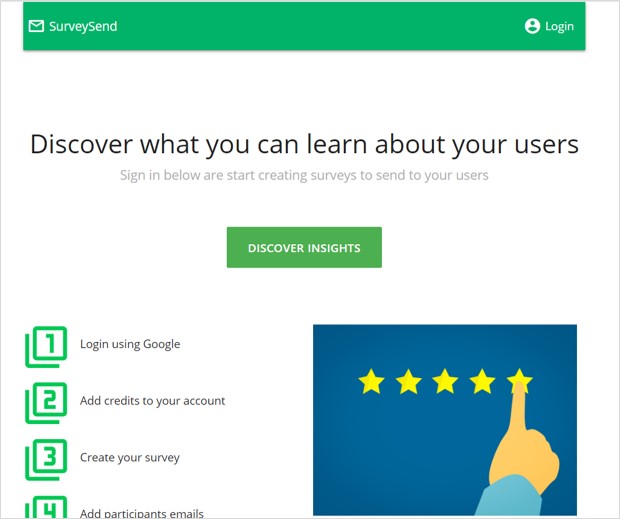 SurveySend
Login
Discover what you can learn about your users
Sign in below are start creating surveys to send to your users
DISCOVER INSIGHTS
1 Login using Google
2 Add credits to your account
3 Create your survey
4 Add participants emails